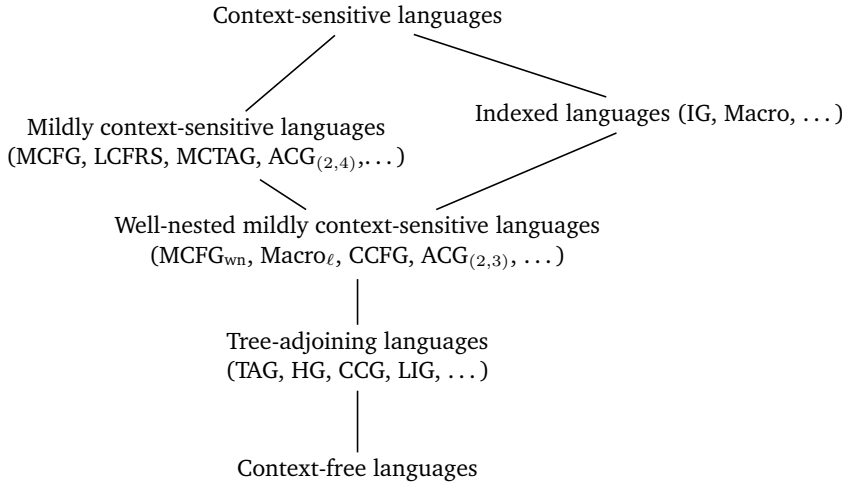 Context-sensitive languages
Indexed languages (IG, Macro, ...)
Mildly context-sensitive languages
(MCFG, LCFRS, MCTAG, ACG₍₂,₄₎,...)
Well-nested mildly context-sensitive languages
(MCFGwn, Macroℓ, CCFG, ACG₍₂,₃₎, ...)
Tree-adjoining languages
(TAG, HG, CCG, LIG, ...)
Context-free languages